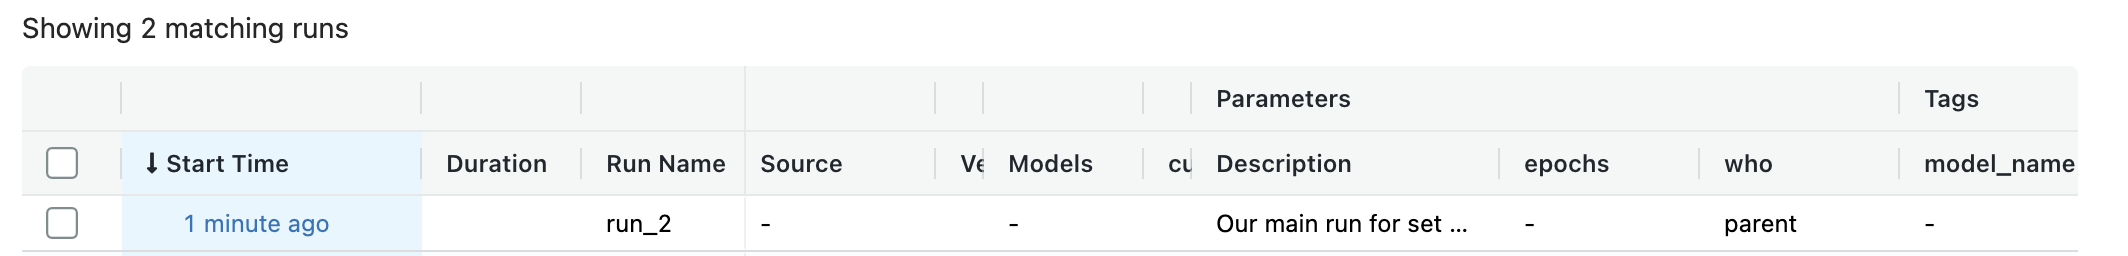 Showing 2 matching runs
Parameters Tags
Start Time Duration Run Name Source Ve Models cu Description epochs who model_name
1 minute ago run_2 - - Our main run for set ... - parent -